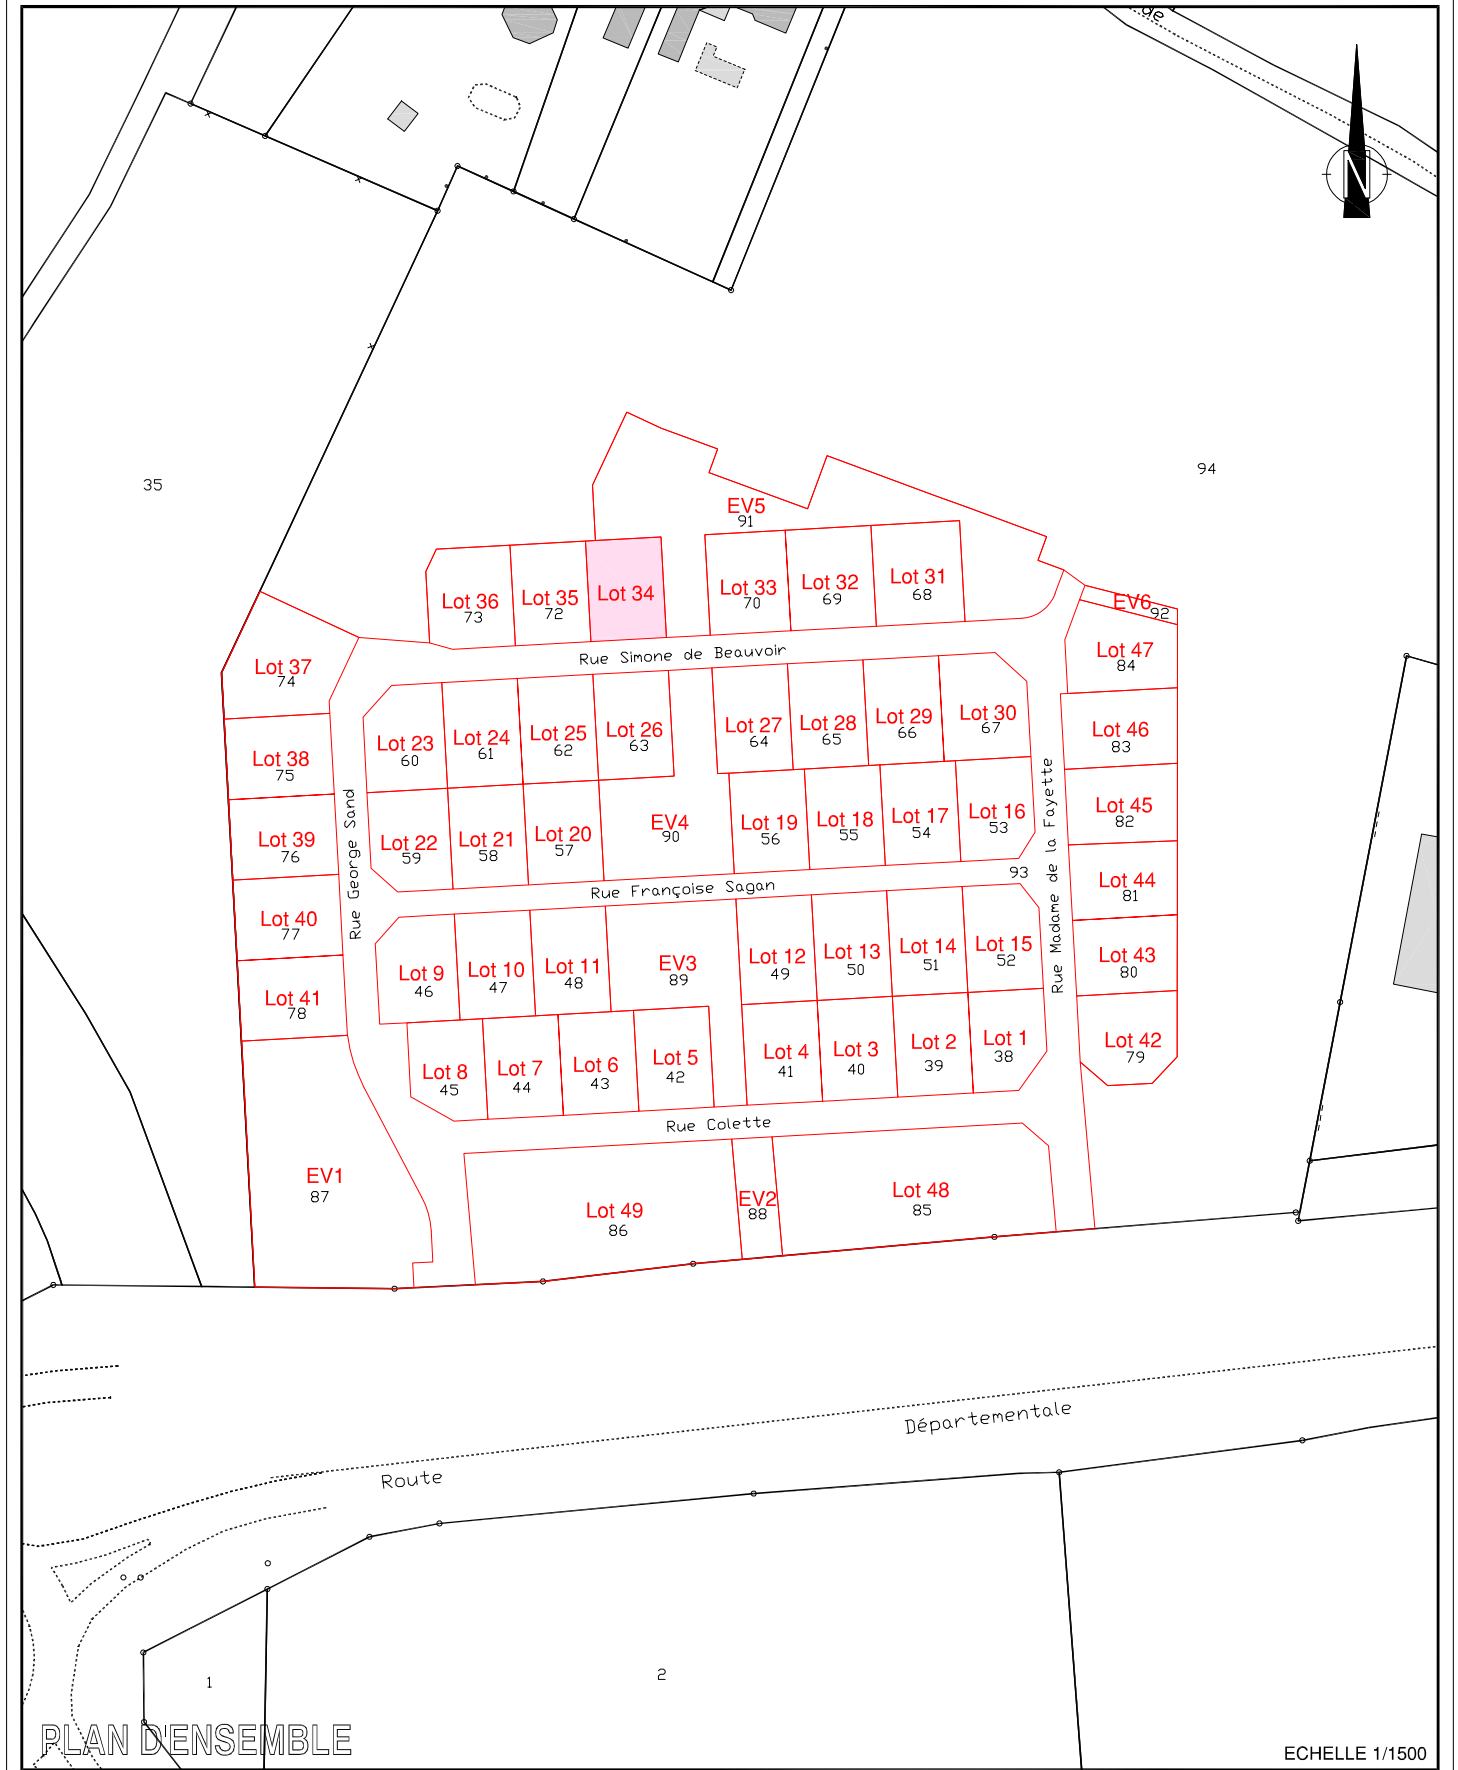 de
N
94
35
EV5
91
Lot 36
73
Lot 35
72
Lot 34
Lot 33
70
Lot 32
69
Lot 31
68
EV6
92
Lot 37
74
Rue Simone de Beauvoir
Lot 47
84
Lot 38
75
Lot 23
60
Lot 24
61
Lot 25
62
Lot 26
63
Lot 27
64
Lot 28
65
Lot 29
66
Lot 30
67
Lot 46
83
Rue George Sand
Rue Madame de la Fayette
Lot 39
76
Lot 22
59
Lot 21
58
Lot 20
57
EV4
90
Lot 19
56
Lot 18
55
Lot 17
54
Lot 16
53
Lot 45
82
Rue Françoise Sagan
93
Lot 44
81
Lot 40
77
Lot 9
46
Lot 10
47
Lot 11
48
EV3
89
Lot 12
49
Lot 13
50
Lot 14
51
Lot 15
52
Lot 43
80
Lot 41
78
Lot 8
45
Lot 7
44
Lot 6
43
Lot 5
42
Lot 4
41
Lot 3
40
Lot 2
39
Lot 1
38
Lot 42
79
Rue Colette
EV1
87
Lot 49
86
EV2
88
Lot 48
85
Route Départementale
1
2
PLAN D'ENSEMBLE
ECHELLE 1/1500